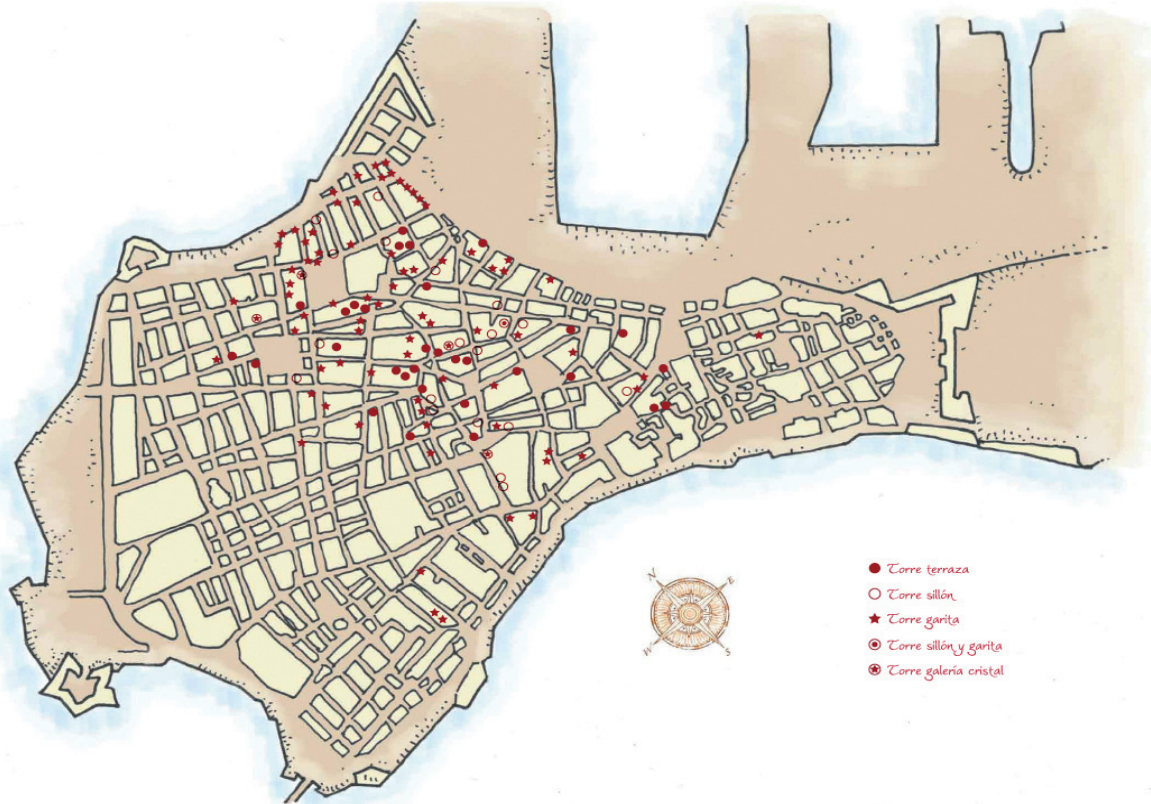 N E
W S
Torre terraza
Torre sillón
Torre garita
Torre sillón y garita
Torre galería cristal